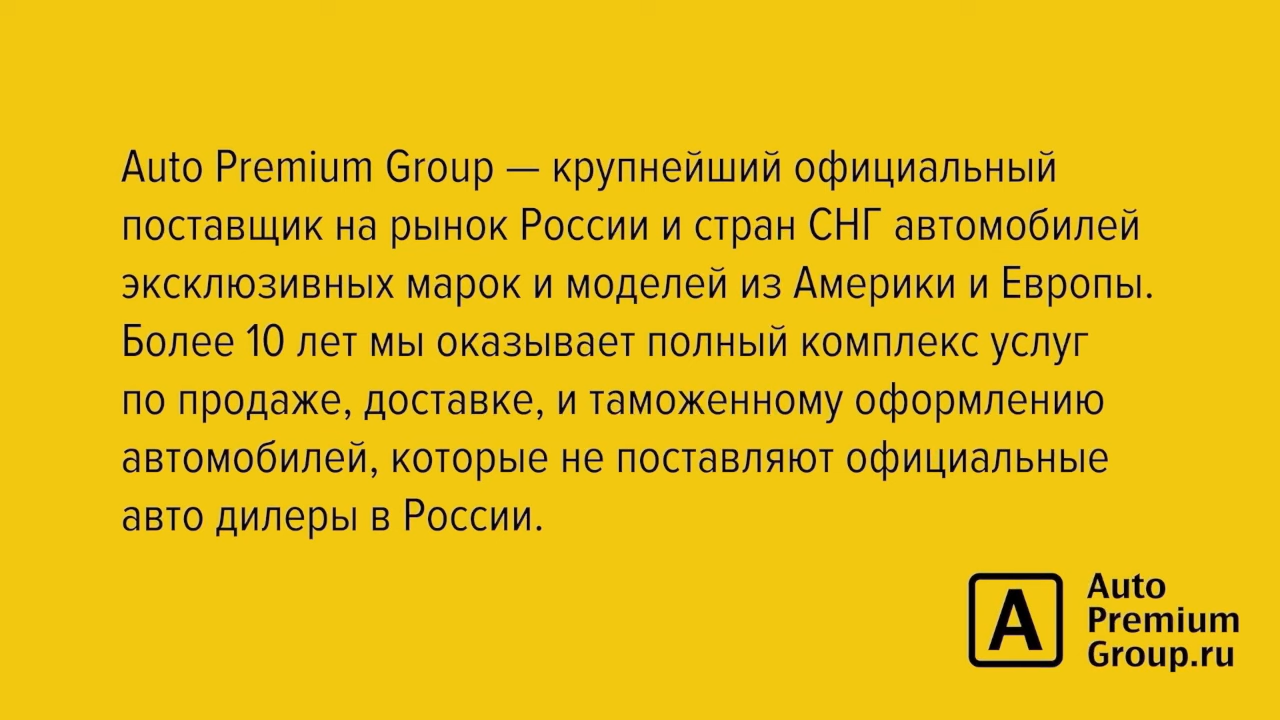 Auto Premium Group — крупнейший официальный
поставщик на рынок России и стран СНГ автомобилей
эксклюзивных марок и моделей из Америки и Европы.
Более 10 лет мы оказывает полный комплекс услуг
по продаже, доставке, и таможенному оформлению
автомобилей, которые не поставляют официальные
авто дилеры в России.
A
Auto
Premium
Group.ru